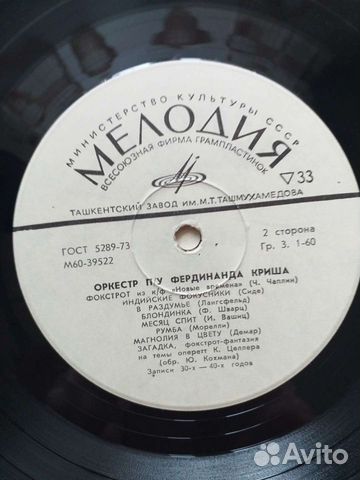 МИНИСТЕРСТВО КУЛЬТУРЫ СССР
МЕЛОДИЯ
ВСЕСОЮЗНАЯ ФИРМА ГРАМПЛАСТИНОК
▽33
ТАШКЕНТСКИЙ ЗАВОД ИМ. М.Т. ТАШМУХАМЕДОВА
ГОСТ 5289-73
2 сторона
М60-39522
Гр. 3. 1-60
ОРКЕСТР П/У ФЕРДИНАНДА КРИША
ФОКСТРОТ из к/ф «Новые времена» (Ч. Чаплин)
ИНДИЙСКИЕ ФОКУСНИКИ (Сиде)
В РАЗДУМЬЕ (Лангсфельд)
БЛОНДИНКА (Ф. Шварц)
МЕСЯЦ СПИТ (И. Вашиц)
РУМБА (Морелли)
МАГНОЛИЯ В ЦВЕТУ (Демар)
ЗАГАДКА, фокстрот-фантазия
на темы оперетт К. Целлера
(обр. Ю. Кохмана)
Записи 30-х — 40-х годов
Avito